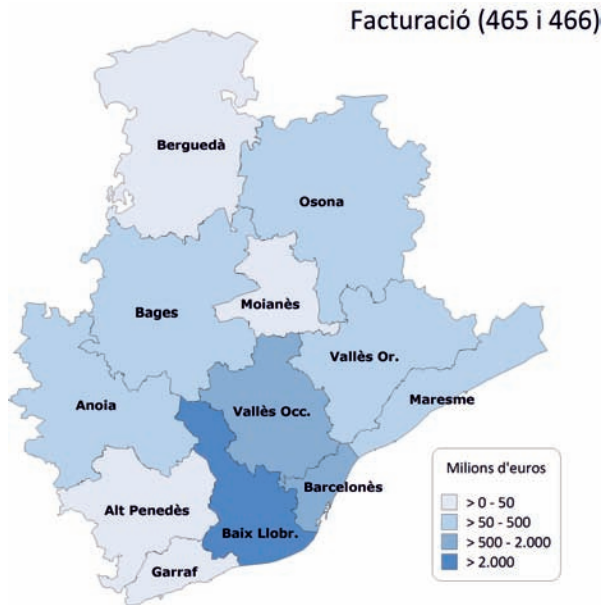 Facturació (465 i 466)
Berguedà
Osona
Bages
Moianès
Vallès Or.
Anoia
Vallès Occ.
Maresme
Barcelonès
Alt Penedès
Baix Llobr.
Garraf
Milions d'euros
> 0 - 50
> 50 - 500
> 500 - 2.000
> 2.000